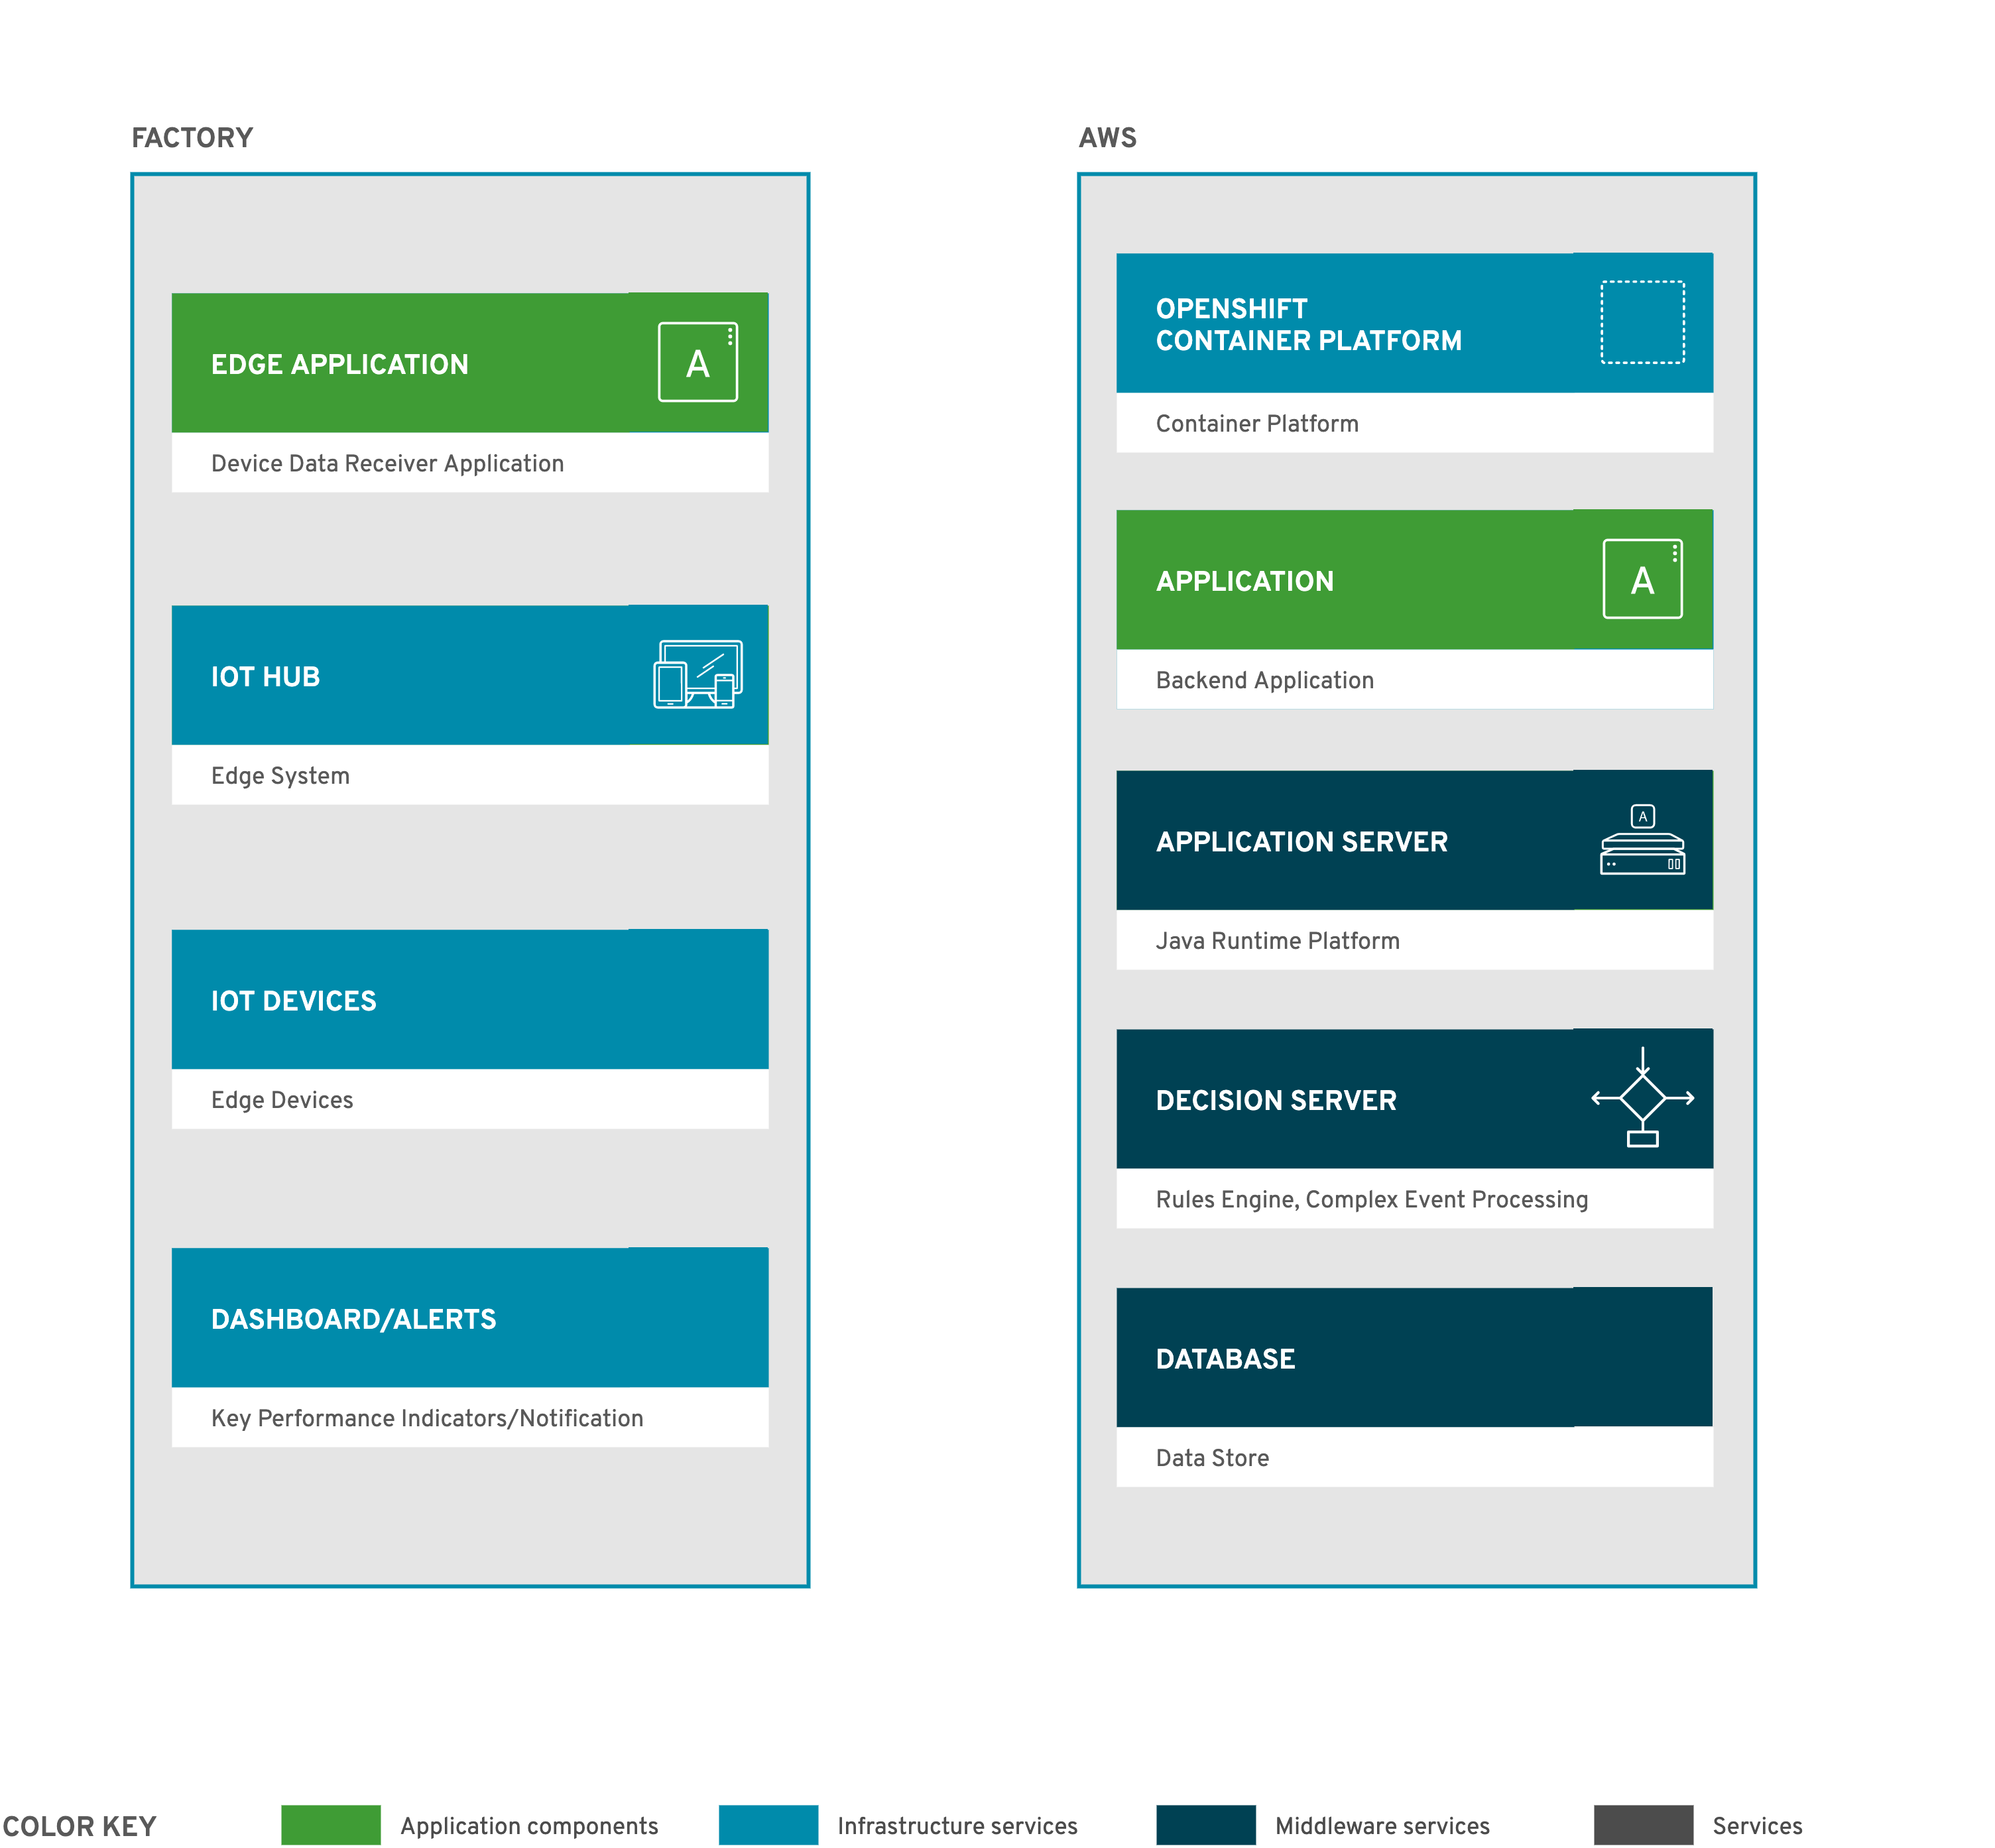 FACTORY
EDGE APPLICATION
A
Device Data Receiver Application
IOT HUB
Edge System
IOT DEVICES
Edge Devices
DASHBOARD/ALERTS
Key Performance Indicators/Notification
AWS
OPENSHIFT
CONTAINER PLATFORM
Container Platform
APPLICATION
A
Backend Application
APPLICATION SERVER
A
Java Runtime Platform
DECISION SERVER
Rules Engine, Complex Event Processing
DATABASE
Data Store
COLOR KEY
Application components
Infrastructure services
Middleware services
Services